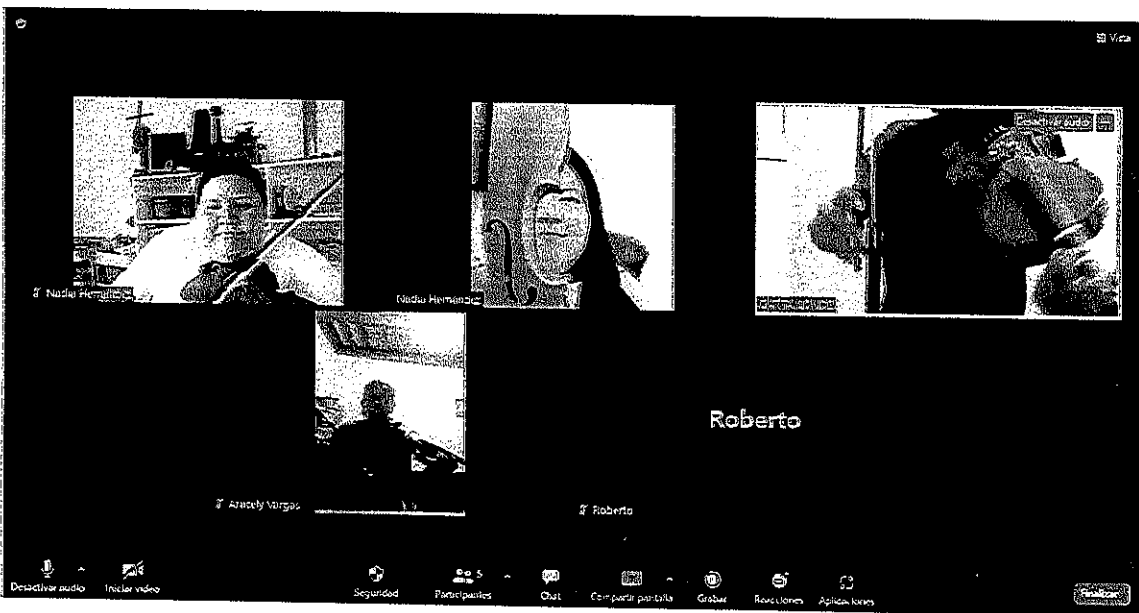 Vista
Desactivar audio
Nadia Hernandez
Nadia Hernandez
Roberto
Aracely Vargas
Roberto
Desactivar audio
Iniciar video
Seguridad
Participantes
5
Chat
Compartir pantalla
Grabar
Reacciones
Aplicaciones
Finalizar